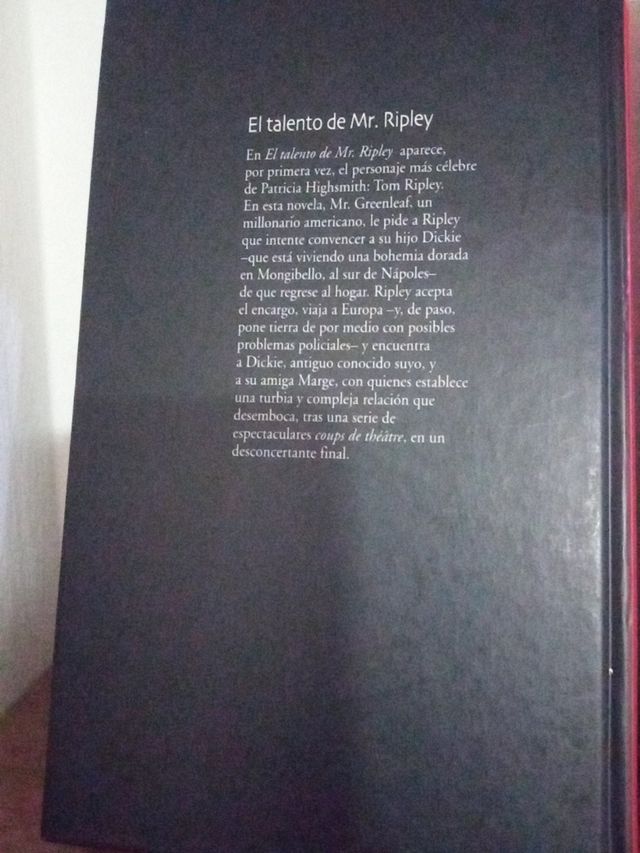 El talento de Mr. Ripley
En El talento de Mr. Ripley aparece,
por primera vez, el personaje más célebre
de Patricia Highsmith: Tom Ripley.
En esta novela, Mr. Greenleaf, un
millonario americano, le pide a Ripley
que intente convencer a su hijo Dickie
–que está viviendo una bohemia dorada
en Mongibello, al sur de Nápoles–
de que regrese al hogar. Ripley acepta
el encargo, viaja a Europa –y, de paso,
pone tierra de por medio con posibles
problemas policiales– y encuentra
a Dickie, antiguo conocido suyo, y
a su amiga Marge, con quienes establece
una turbia y compleja relación que
desemboca, tras una serie de
espectaculares coups de théâtre, en un
desconcertante final.